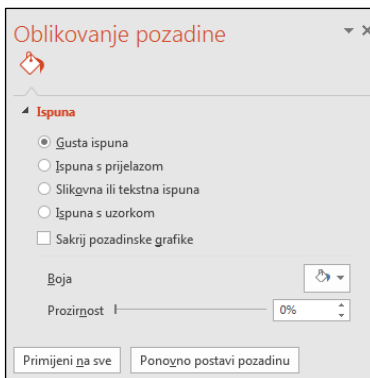 Oblikovanje pozadine
Ispuna
Gusta ispuna
Ispuna s prijelazom
Slikovna ili tekstna ispuna
Ispuna s uzorkom
Sakrij pozadinske grafike
Boja
Prozirnost 0%
Primijeni na sve Ponovno postavi pozadinu